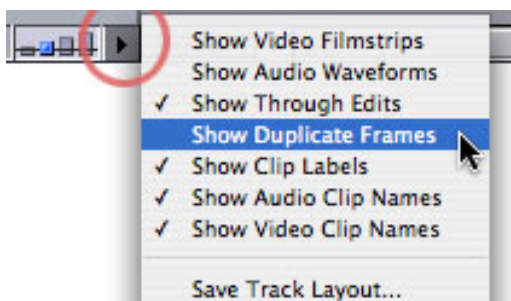 Show Video Filmstrips
Show Audio Waveforms
✓ Show Through Edits
Show Duplicate Frames
✓ Show Clip Labels
✓ Show Audio Clip Names
✓ Show Video Clip Names
Save Track Layout...